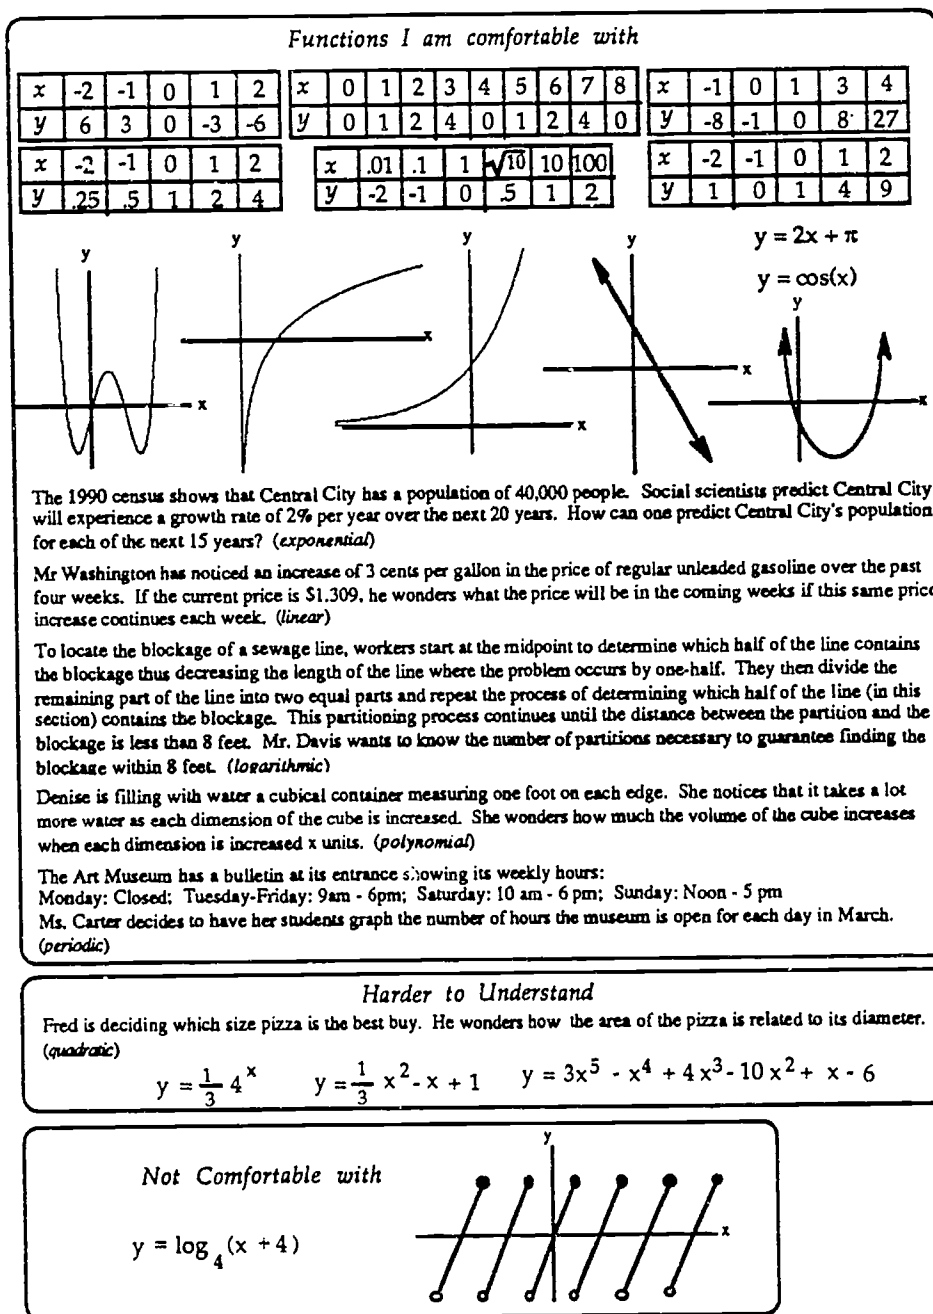 Functions I am comfortable with
x -2 -1 0 1 2
y 6 3 0 -3 -6
x 0 1 2 3 4 5 6 7 8
y 0 1 2 4 0 1 2 4 0
x -1 0 1 3 4
y -8 -1 0 8 27
x -2 -1 0 1 2
y .25 .5 1 2 4
x .01 .1 1 √10 10 100
y -2 -1 0 .5 1 2
x -2 -1 0 1 2
y 1 0 1 4 9
y = 2x + π
y = cos(x)
y
x
y
x
y
x
y
x
y
x
The 1990 census shows that Central City has a population of 40,000 people. Social scientists predict Central City
will experience a growth rate of 2% per year over the next 20 years. How can one predict Central City's population
for each of the next 15 years? (exponential)
Mr Washington has noticed an increase of 3 cents per gallon in the price of regular unleaded gasoline over the past
four weeks. If the current price is $1.309, he wonders what the price will be in the coming weeks if this same price
increase continues each week. (linear)
To locate the blockage of a sewage line, workers start at the midpoint to determine which half of the line contains
the blockage thus decreasing the length of the line where the problem occurs by one-half. They then divide the
remaining part of the line into two equal parts and repeat the process of determining which half of the line (in this
section) contains the blockage. This partitioning process continues until the distance between the partition and the
blockage is less than 8 feet. Mr. Davis wants to know the number of partitions necessary to guarantee finding the
blockage within 8 feet. (logarithmic)
Denise is filling with water a cubical container measuring one foot on each edge. She notices that it takes a lot
more water as each dimension of the cube is increased. She wonders how much the volume of the cube increases
when each dimension is increased x units. (polynomial)
The Art Museum has a bulletin at its entrance showing its weekly hours:
Monday: Closed; Tuesday-Friday: 9am - 6pm; Saturday: 10 am - 6 pm; Sunday: Noon - 5 pm
Ms. Carter decides to have her students graph the number of hours the museum is open for each day in March.
(periodic)
Harder to Understand
Fred is deciding which size pizza is the best buy. He wonders how the area of the pizza is related to its diameter.
(quadratic)
y = 1/3 4^x y = 1/3 x² - x + 1 y = 3x⁵ - x⁴ + 4x³ - 10x² + x - 6
Not Comfortable with
y = log₄(x + 4)
y
x